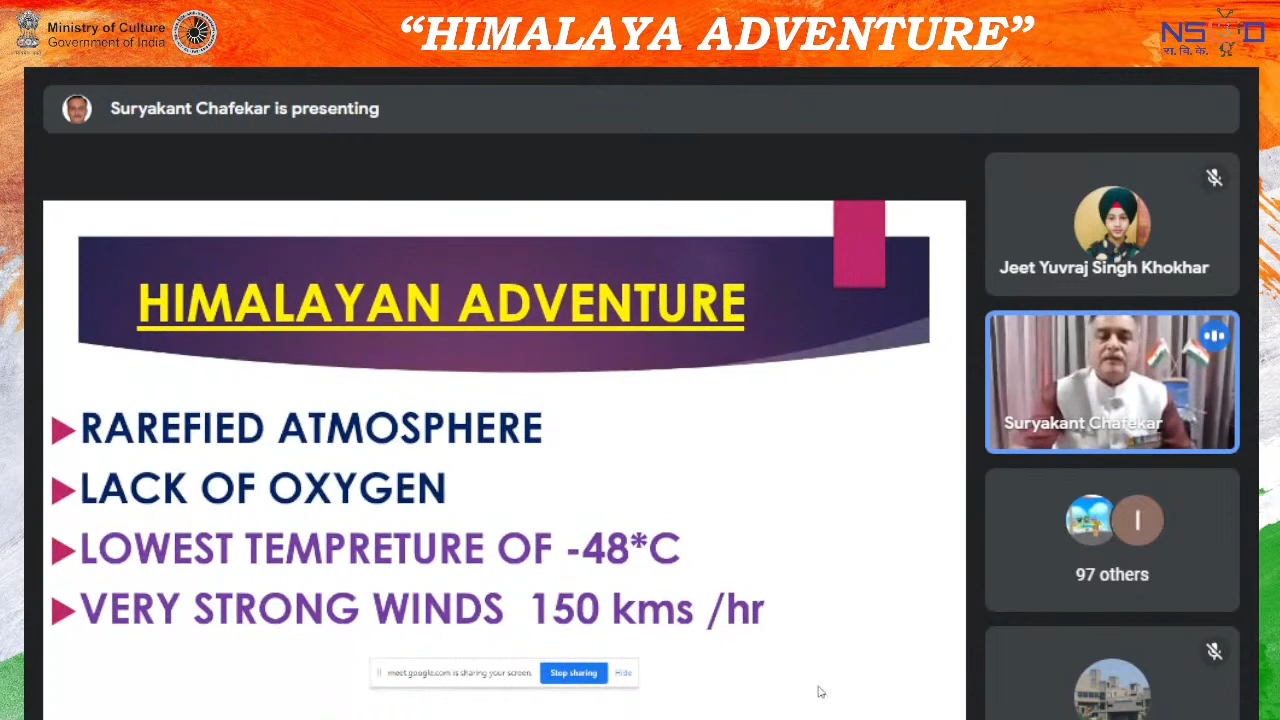 Ministry of Culture
Government of India
“HIMALAYA ADVENTURE”
NSD
रा. वि. के.
Suryakant Chafekar is presenting
HIMALAYAN ADVENTURE
RAREFIED ATMOSPHERE
LACK OF OXYGEN
LOWEST TEMPRETURE OF -48*C
VERY STRONG WINDS 150 kms /hr
meet.google.com is sharing your screen.
Stop sharing
Hide
Jeet Yuvraj Singh Khokhar
Suryakant Chafekar
I
97 others